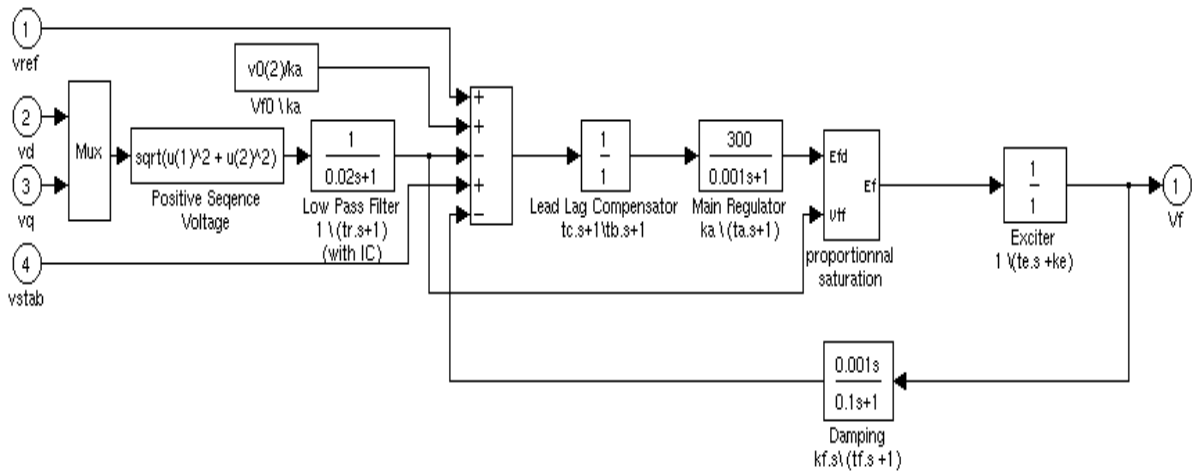 1
vref
v0(2)/ka
Vf0 \ ka
2
vd
3
vq
Mux
sqrt(u(1)^2 + u(2)^2)
Positive Seqence
Voltage
1
0.02s+1
Low Pass Filter
1 \ (tr.s+1)
(with IC)
4
vstab
+
+
−
+
−
1
1
Lead Lag Compensator
tc.s+1\tb.s+1
300
0.001s+1
Main Regulator
ka \ (ta.s+1)
Efd
Ef
Vtf
proportionnal
saturation
1
1
Exciter
1 \(te.s +ke)
1
Vf
0.001s
0.1s+1
Damping
kf.s\ (tf.s +1)